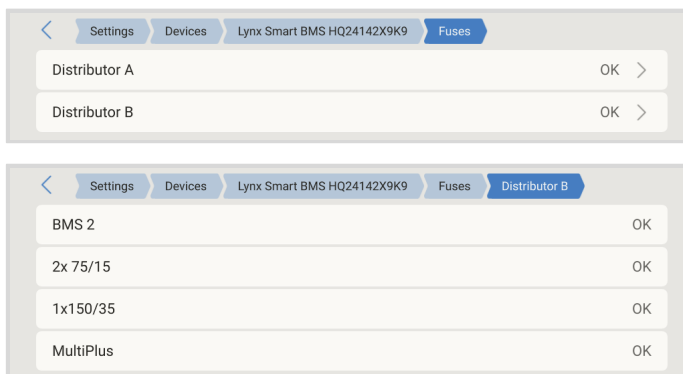 Settings Devices Lynx Smart BMS HQ24142X9K9 Fuses
Distributor A OK
Distributor B OK
Settings Devices Lynx Smart BMS HQ24142X9K9 Fuses Distributor B
BMS 2 OK
2x 75/15 OK
1x150/35 OK
MultiPlus OK